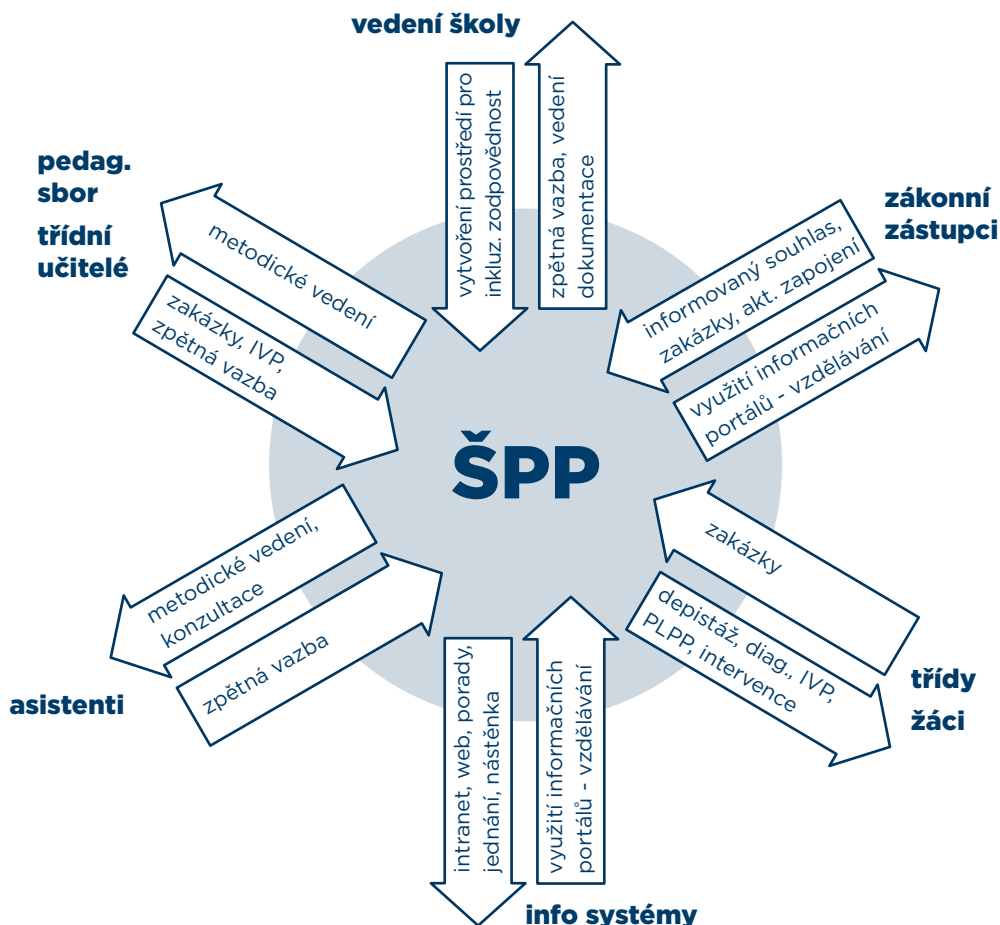 vedení školy
vytvoření prostředí pro
inkluz. zodpovědnost
zpětná vazba, vedení
dokumentace
pedag.
sbor
třídní
učitelé
metodické vedení
zakázky, IVP,
zpětná vazba
zákonní
zástupci
informovaný souhlas,
zakázky, akt. zapojení
využití informačních
portálů - vzdělávání
ŠPP
metodické vedení,
konzultace
zpětná vazba
asistenti
zakázky
depistáž, diag., IVP,
PLPP, intervence
třídy
žáci
intranet, web, porady,
jednání, nástěnka
využití informačních
portálů - vzdělávání
info systémy